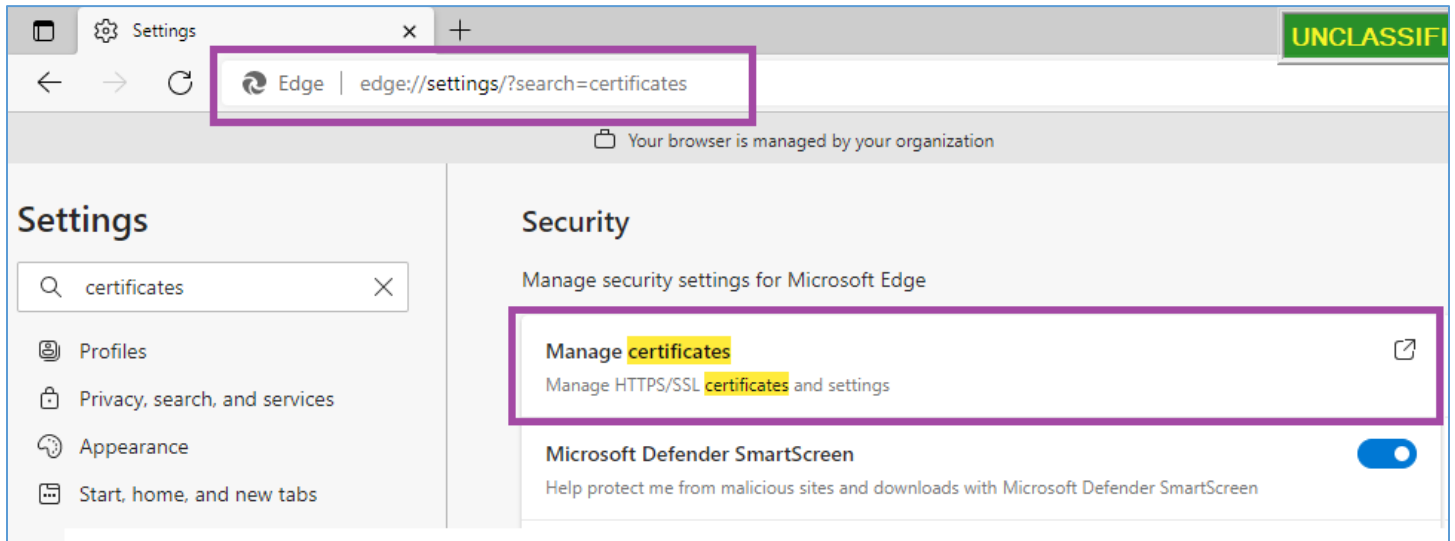 Settings
UNCLASSIFI
Edge | edge://settings/?search=certificates
Your browser is managed by your organization
Settings
certificates
Profiles
Privacy, search, and services
Appearance
Start, home, and new tabs
Security
Manage security settings for Microsoft Edge
Manage certificates
Manage HTTPS/SSL certificates and settings
Microsoft Defender SmartScreen
Help protect me from malicious sites and downloads with Microsoft Defender SmartScreen